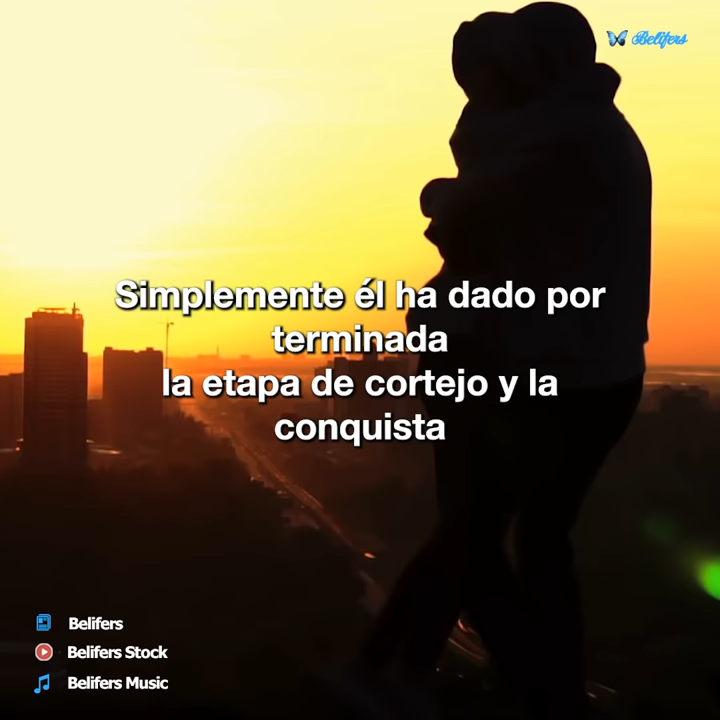 Belifers
Simplemente él ha dado por
terminada
la etapa de cortejo y la
conquista
Belifers
Belifers Stock
Belifers Music